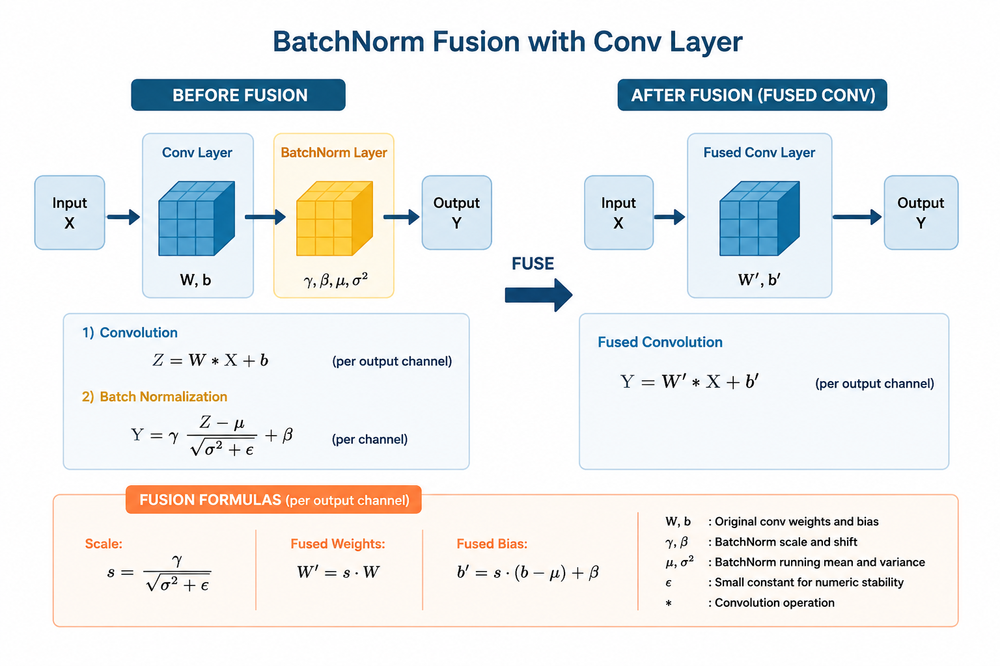 BatchNorm Fusion with Conv Layer
BEFORE FUSION
Input
X
Conv Layer
W, b
BatchNorm Layer
γ, β, μ, σ²
Output
Y
1) Convolution
Z = W * X + b (per output channel)
2) Batch Normalization
Y = γ (Z − μ) / √(σ² + ϵ) + β (per channel)
FUSE
AFTER FUSION (FUSED CONV)
Input
X
Fused Conv Layer
W′, b′
Output
Y
Fused Convolution
Y = W′ * X + b′ (per output channel)
FUSION FORMULAS (per output channel)
Scale:
s = γ / √(σ² + ϵ)
Fused Weights:
W′ = s · W
Fused Bias:
b′ = s · (b − μ) + β
W, b : Original conv weights and bias
γ, β : BatchNorm scale and shift
μ, σ² : BatchNorm running mean and variance
ϵ : Small constant for numeric stability
* : Convolution operation